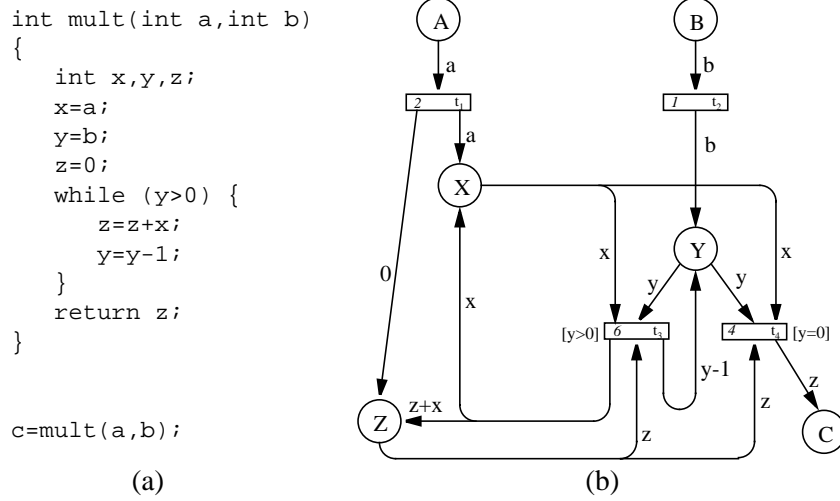 int mult(int a,int b)
{
int x,y,z;
x=a;
y=b;
z=0;
while (y>0) {
z=z+x;
y=y-1;
}
return z;
}
c=mult(a,b);
(a)
A
B
a
b
2 t1
1 t2
a
b
X
Y
0
x
x
y
y
x
[y>0]
6 t3
4 t4
[y=0]
y-1
z+x
z
z
z
Z
C
(b)